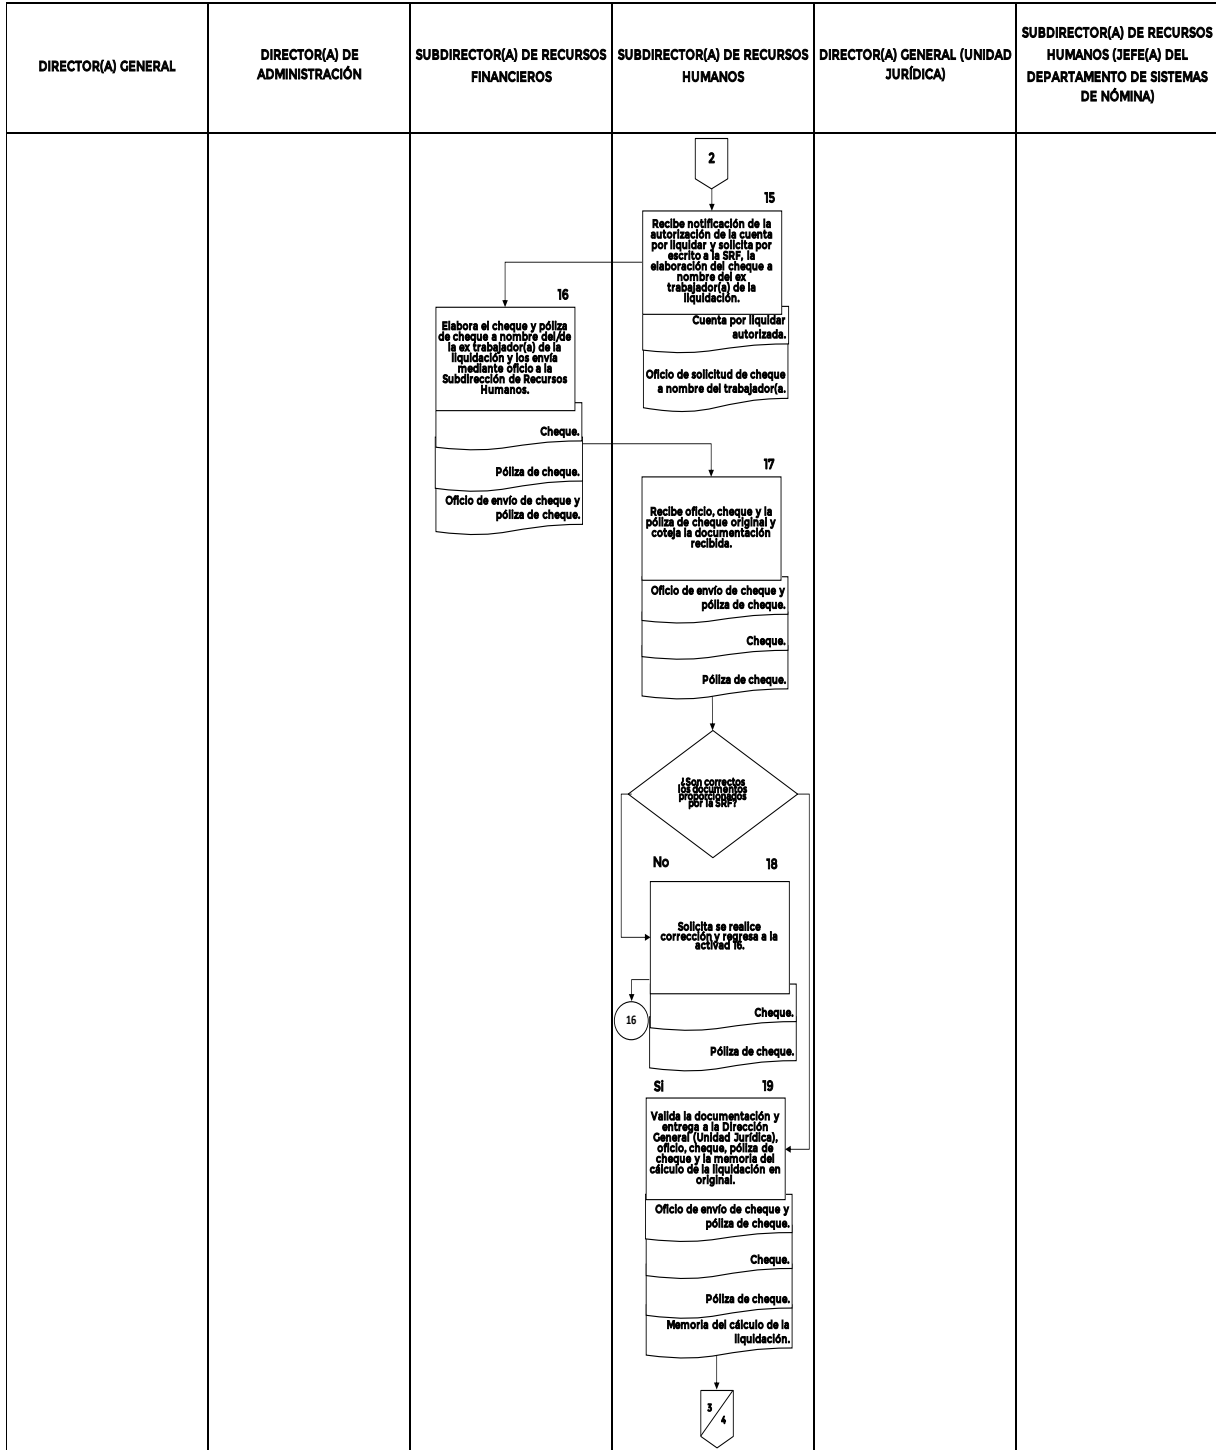 DIRECTOR(A) GENERAL
DIRECTOR(A) DE
ADMINISTRACIÓN
SUBDIRECTOR(A) DE RECURSOS
FINANCIEROS
SUBDIRECTOR(A) DE RECURSOS
HUMANOS
DIRECTOR(A) GENERAL (UNIDAD
JURÍDICA)
SUBDIRECTOR(A) DE RECURSOS
HUMANOS (JEFE(A) DEL
DEPARTAMENTO DE SISTEMAS
DE NÓMINA)
2
15
Recibe notificación de la
autorización de la cuenta
por liquidar y solicita por
escrito a la SRF, la
elaboración del cheque a
nombre del ex
trabajador(a) de la
liquidación.
Cuenta por liquidar
autorizada.
Oficio de solicitud de cheque
a nombre del trabajador(a.
16
Elabora el cheque y póliza
de cheque a nombre del/de
la ex trabajador(a) de la
liquidación y los envía
mediante oficio a la
Subdirección de Recursos
Humanos.
Cheque.
Póliza de cheque.
Oficio de envío de cheque y
póliza de cheque.
17
Recibe oficio, cheque y la
póliza de cheque original y
coteja la documentación
recibida.
Oficio de envío de cheque y
póliza de cheque.
Cheque.
Póliza de cheque.
¿Son correctos
los documentos
proporcionados
por la SRF?
No
18
Solicita se realice
corrección y regresa a la
activad 16.
16
Cheque.
Póliza de cheque.
Si
19
Valida la documentación y
entrega a la Dirección
General (Unidad Jurídica),
oficio, cheque, póliza de
cheque y la memoria del
cálculo de la liquidación en
original.
Oficio de envío de cheque y
póliza de cheque.
Cheque.
Póliza de cheque.
Memoria del cálculo de la
liquidación.
3
4